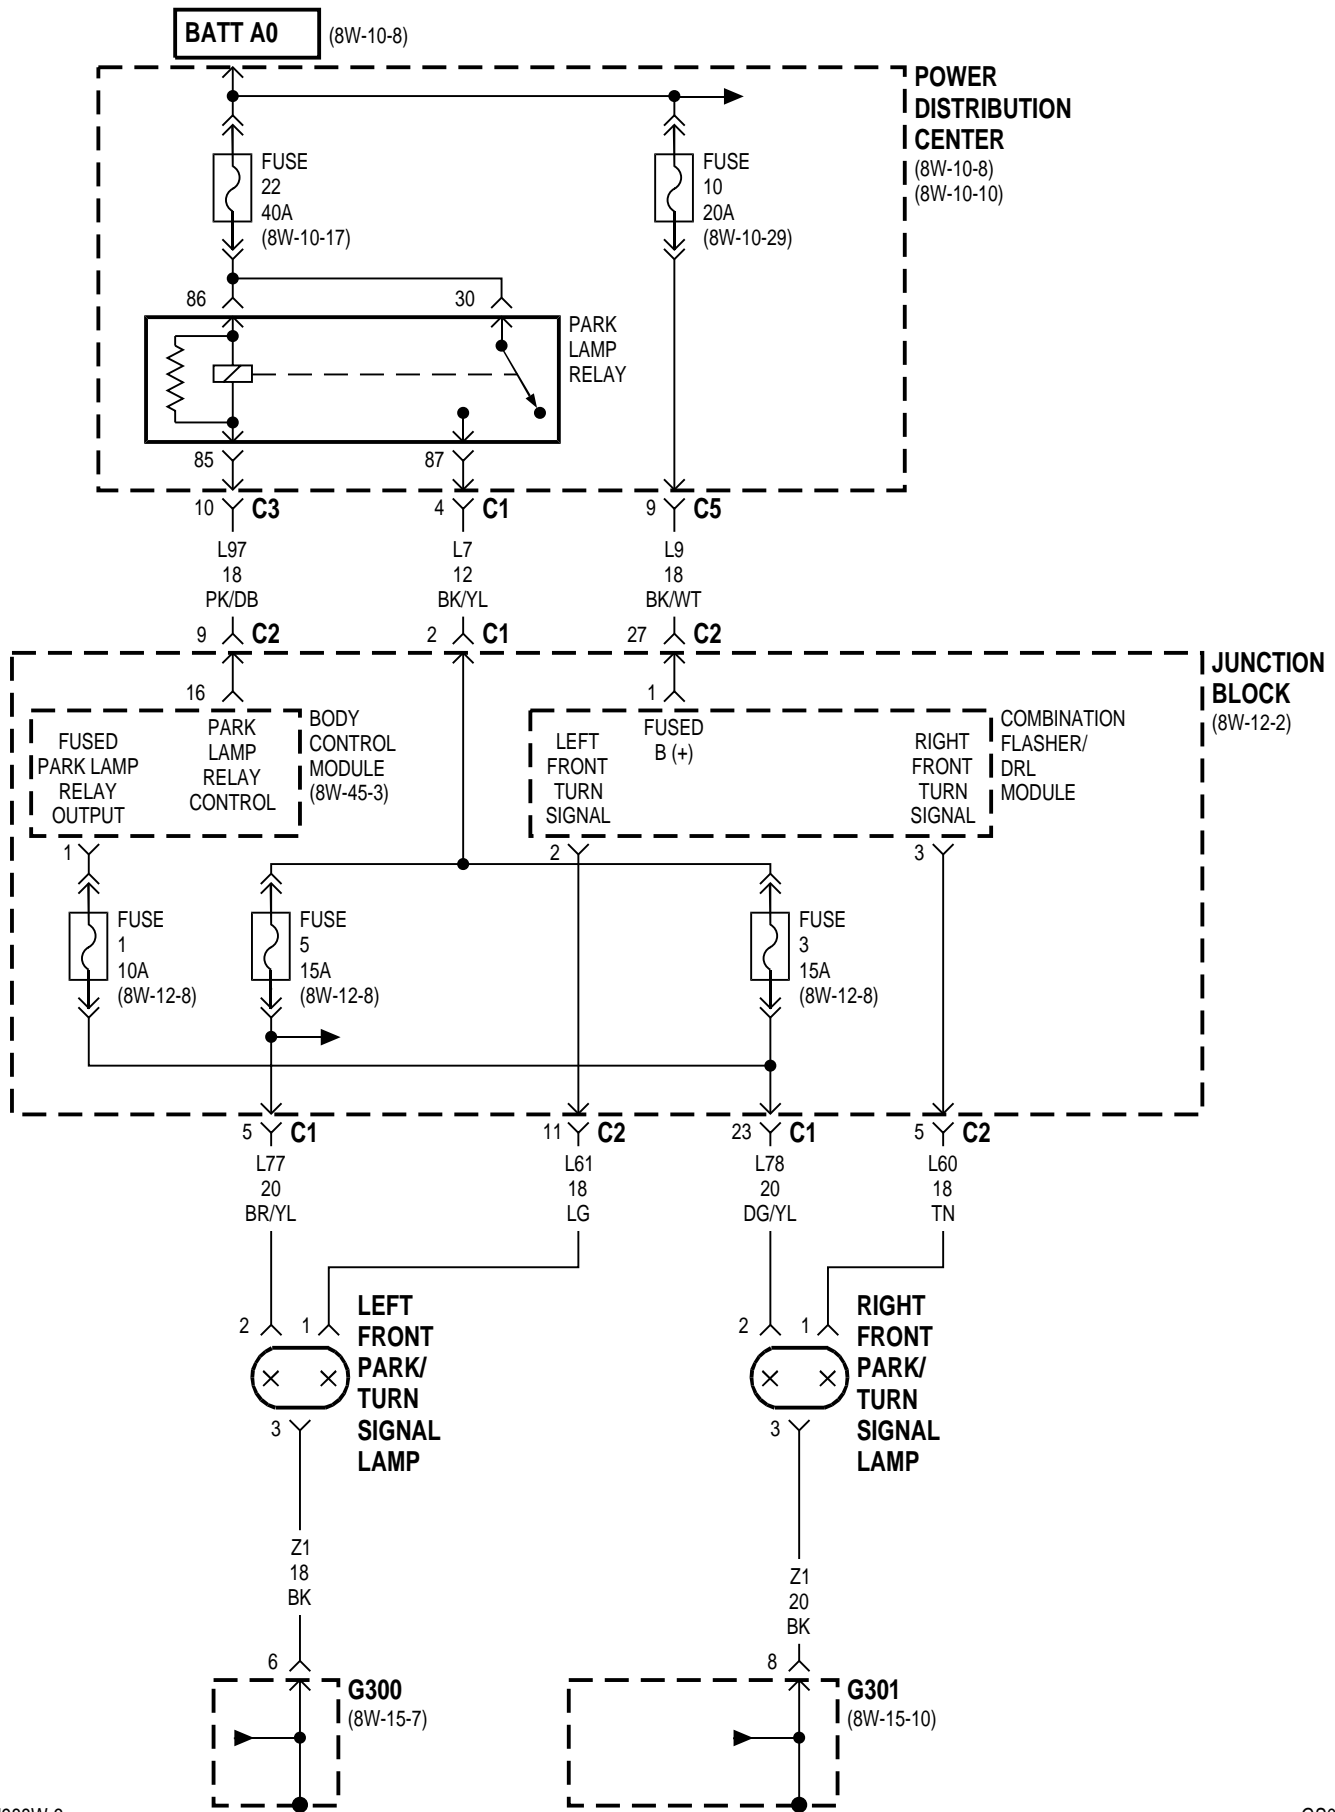 BATT A0 (8W-10-8)
POWER
DISTRIBUTION
CENTER
(8W-10-8)
(8W-10-10)
FUSE
22
40A
(8W-10-17)
FUSE
10
20A
(8W-10-29)
86
30
PARK
LAMP
RELAY
85
87
10 C3
4 C1
9 C5
L97
18
PK/DB
L7
12
BK/YL
L9
18
BK/WT
9 C2
2 C1
27 C2
JUNCTION
BLOCK
(8W-12-2)
16
1
FUSED
PARK LAMP
RELAY
OUTPUT
PARK
LAMP
RELAY
CONTROL
BODY
CONTROL
MODULE
(8W-45-3)
LEFT
FRONT
TURN
SIGNAL
FUSED
B (+)
RIGHT
FRONT
TURN
SIGNAL
COMBINATION
FLASHER/
DRL
MODULE
1
2
3
FUSE
1
10A
(8W-12-8)
FUSE
5
15A
(8W-12-8)
FUSE
3
15A
(8W-12-8)
5 C1
11 C2
23 C1
5 C2
L77
20
BR/YL
L61
18
LG
L78
20
DG/YL
L60
18
TN
2
1
LEFT
FRONT
PARK/
TURN
SIGNAL
LAMP
3
2
1
RIGHT
FRONT
PARK/
TURN
SIGNAL
LAMP
3
Z1
18
BK
Z1
20
BK
6
G300
(8W-15-7)
8
G301
(8W-15-10)